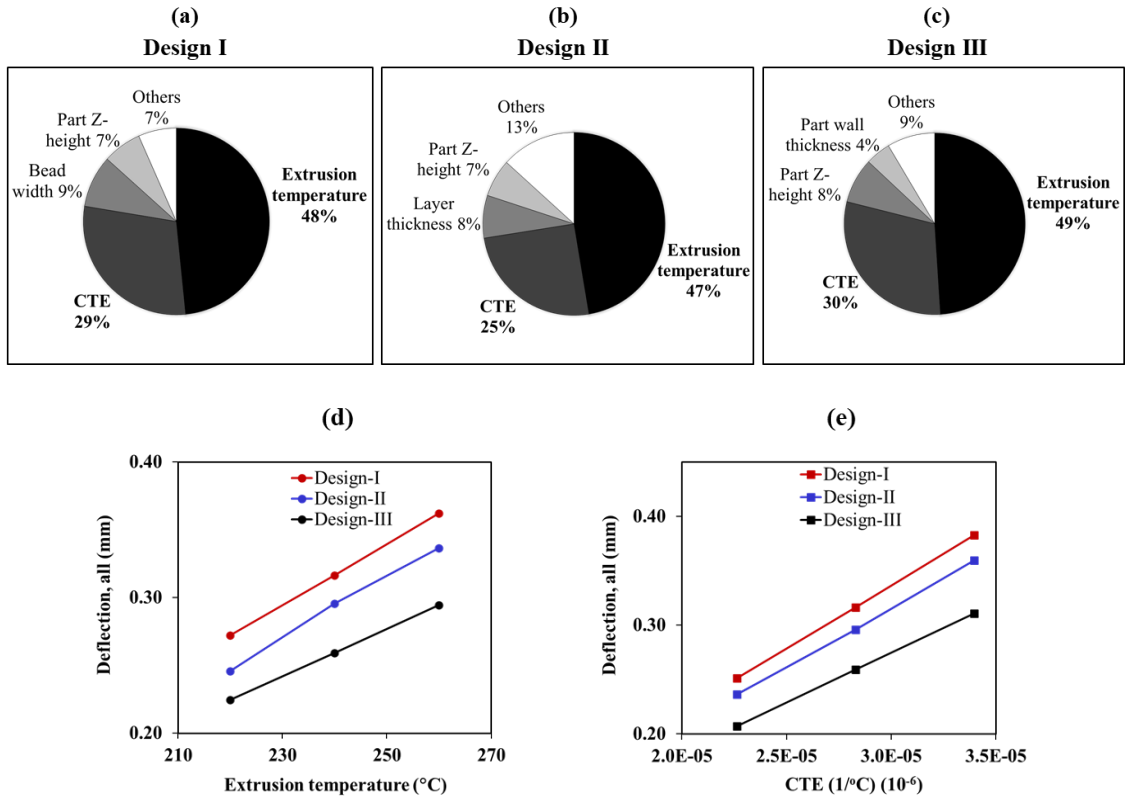 (a)
Design I
Others
7%
Part Z-
height 7%
Bead
width 9%
Extrusion
temperature
48%
CTE
29%
(b)
Design II
Others
13%
Part Z-
height 7%
Layer
thickness 8%
Extrusion
temperature
47%
CTE
25%
(c)
Design III
Others
9%
Part wall
thickness 4%
Part Z-
height 8%
Extrusion
temperature
49%
CTE
30%
(d)
Deflection, all (mm)
0.40
0.30
0.20
Design-I
Design-II
Design-III
210
230
250
270
Extrusion temperature (°C)
(e)
Deflection, all (mm)
0.40
0.30
0.20
Design-I
Design-II
Design-III
2.0E-05
2.5E-05
3.0E-05
3.5E-05
CTE (1/ºC) (10⁻⁶)